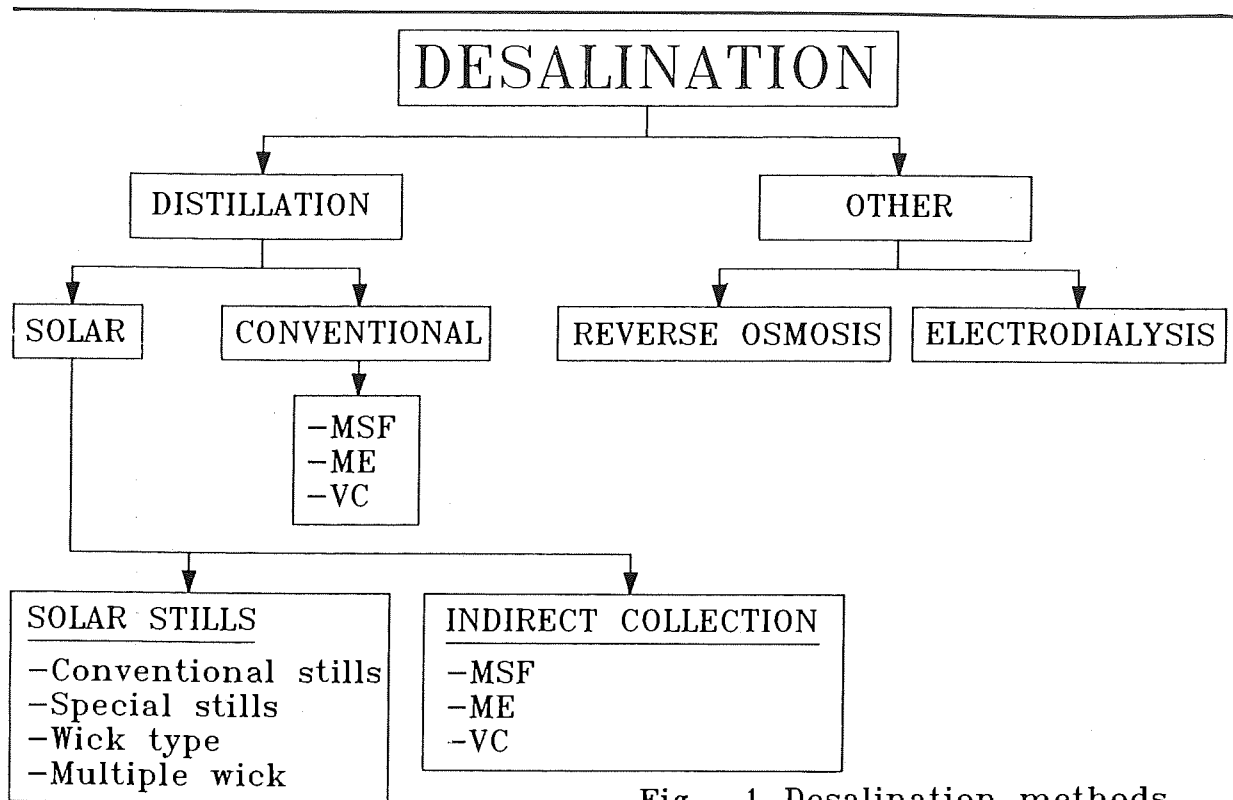 DESALINATION
DISTILLATION
OTHER
SOLAR
CONVENTIONAL
REVERSE OSMOSIS
ELECTRODIALYSIS
-MSF
-ME
-VC
SOLAR STILLS
-Conventional stills
-Special stills
-Wick type
-Multiple wick
INDIRECT COLLECTION
-MSF
-ME
-VC
Fig. 1 Desalination methods